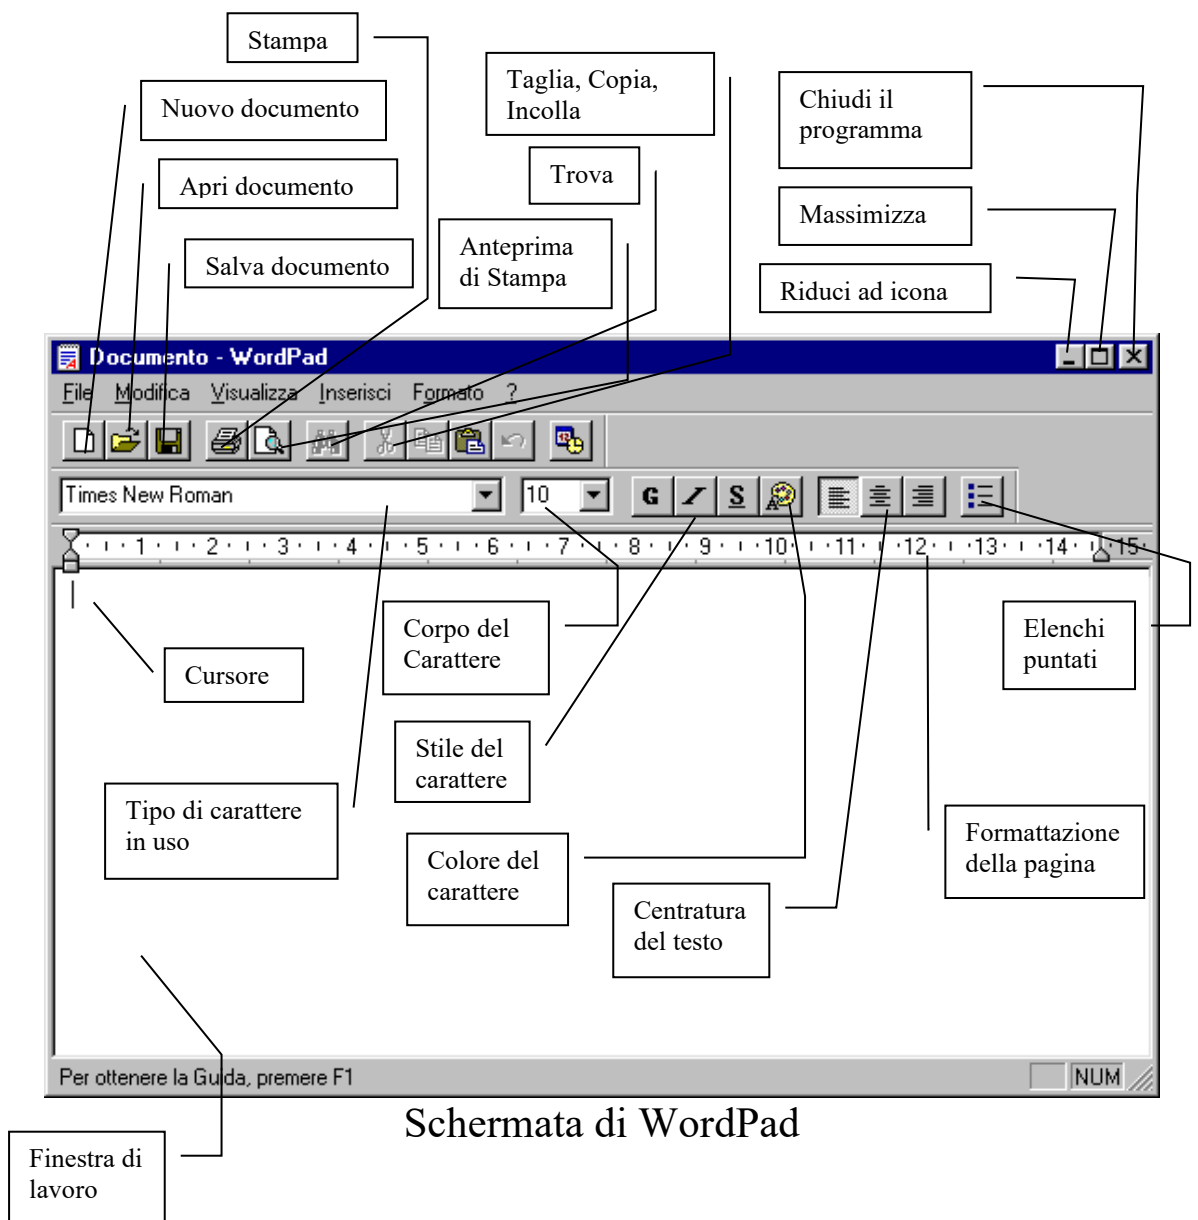 Stampa
Nuovo documento
Apri documento
Salva documento
Taglia, Copia,
Incolla
Trova
Anteprima
di Stampa
Chiudi il
programma
Massimizza
Riduci ad icona
Documento - WordPad
File Modifica Visualizza Inserisci Formato ?
Times New Roman 10 G I S
1 2 3 4 5 6 7 8 9 10 11 12 13 14 15
Cursore
Corpo del
Carattere
Elenchi
puntati
Stile del
carattere
Tipo di carattere
in uso
Colore del
carattere
Formattazione
della pagina
Centratura
del testo
Per ottenere la Guida, premere F1 NUM
Schermata di WordPad
Finestra di
lavoro